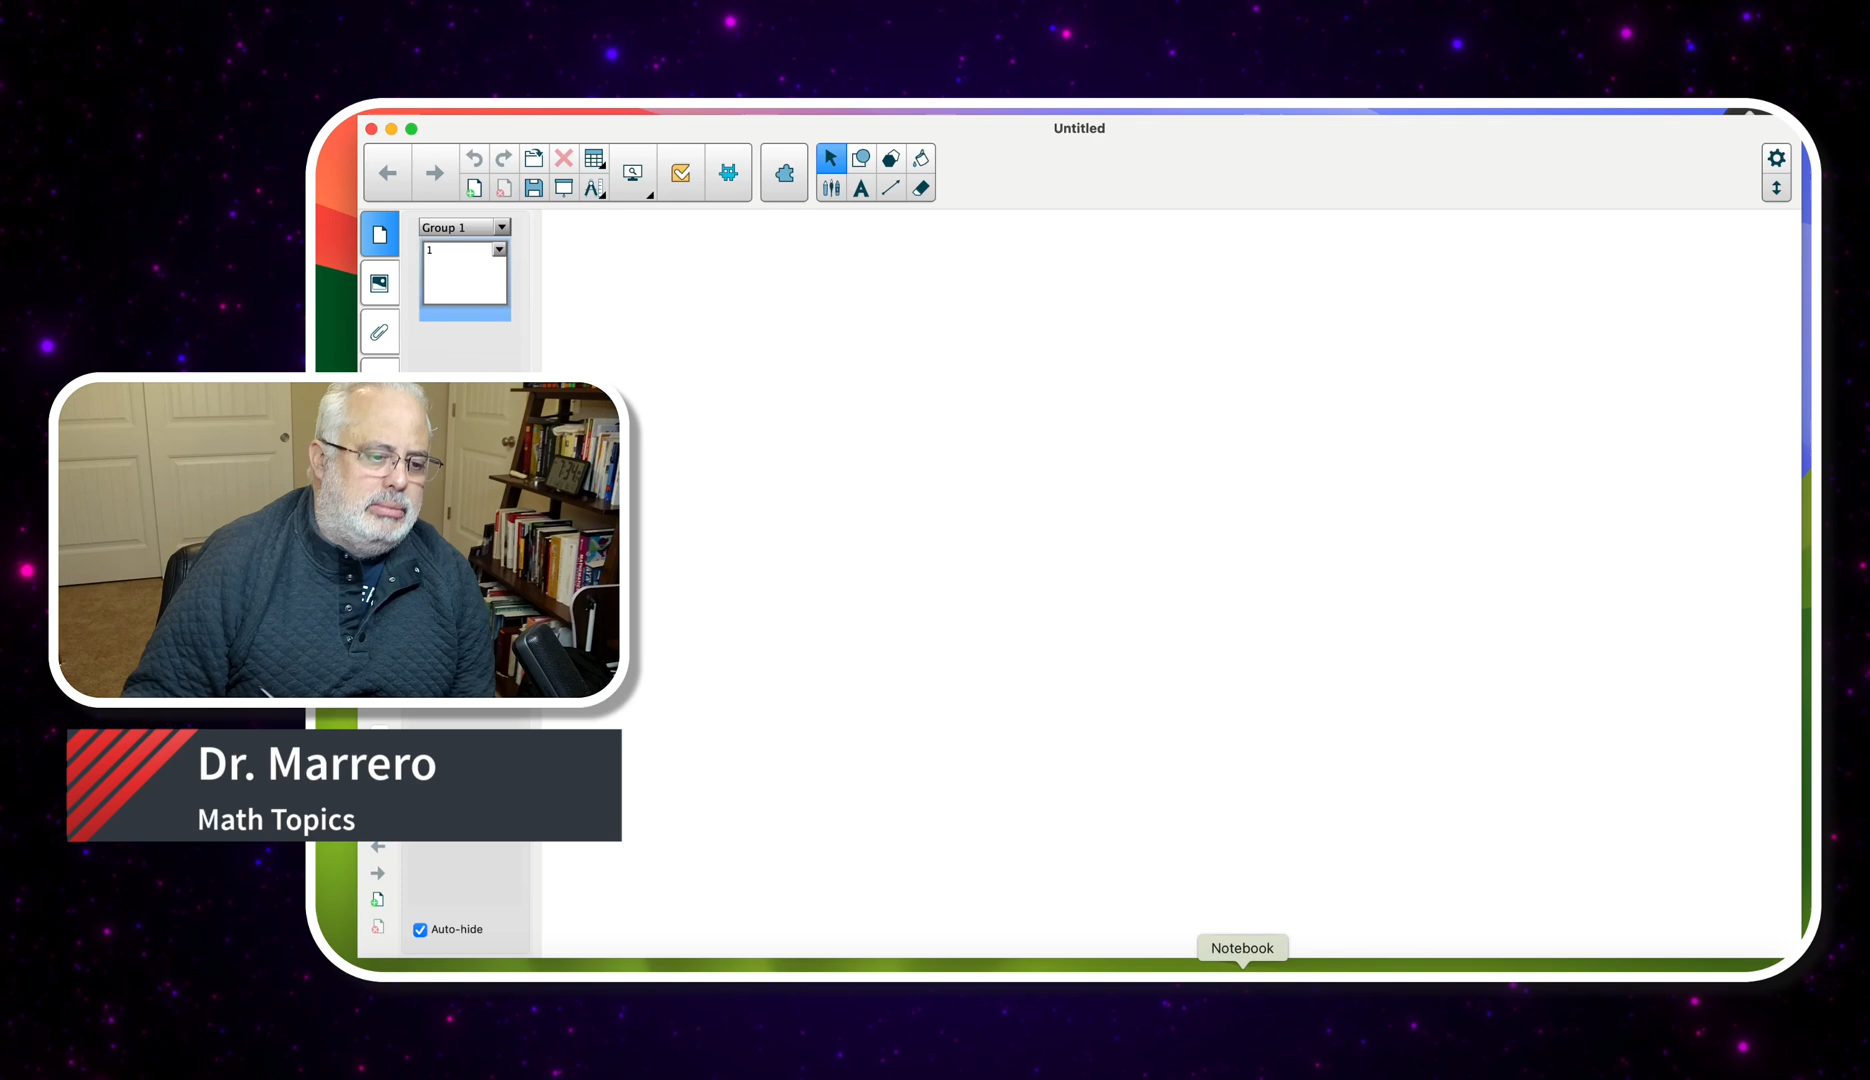 Untitled
Group 1
1
Dr. Marrero
Math Topics
Auto-hide
Notebook